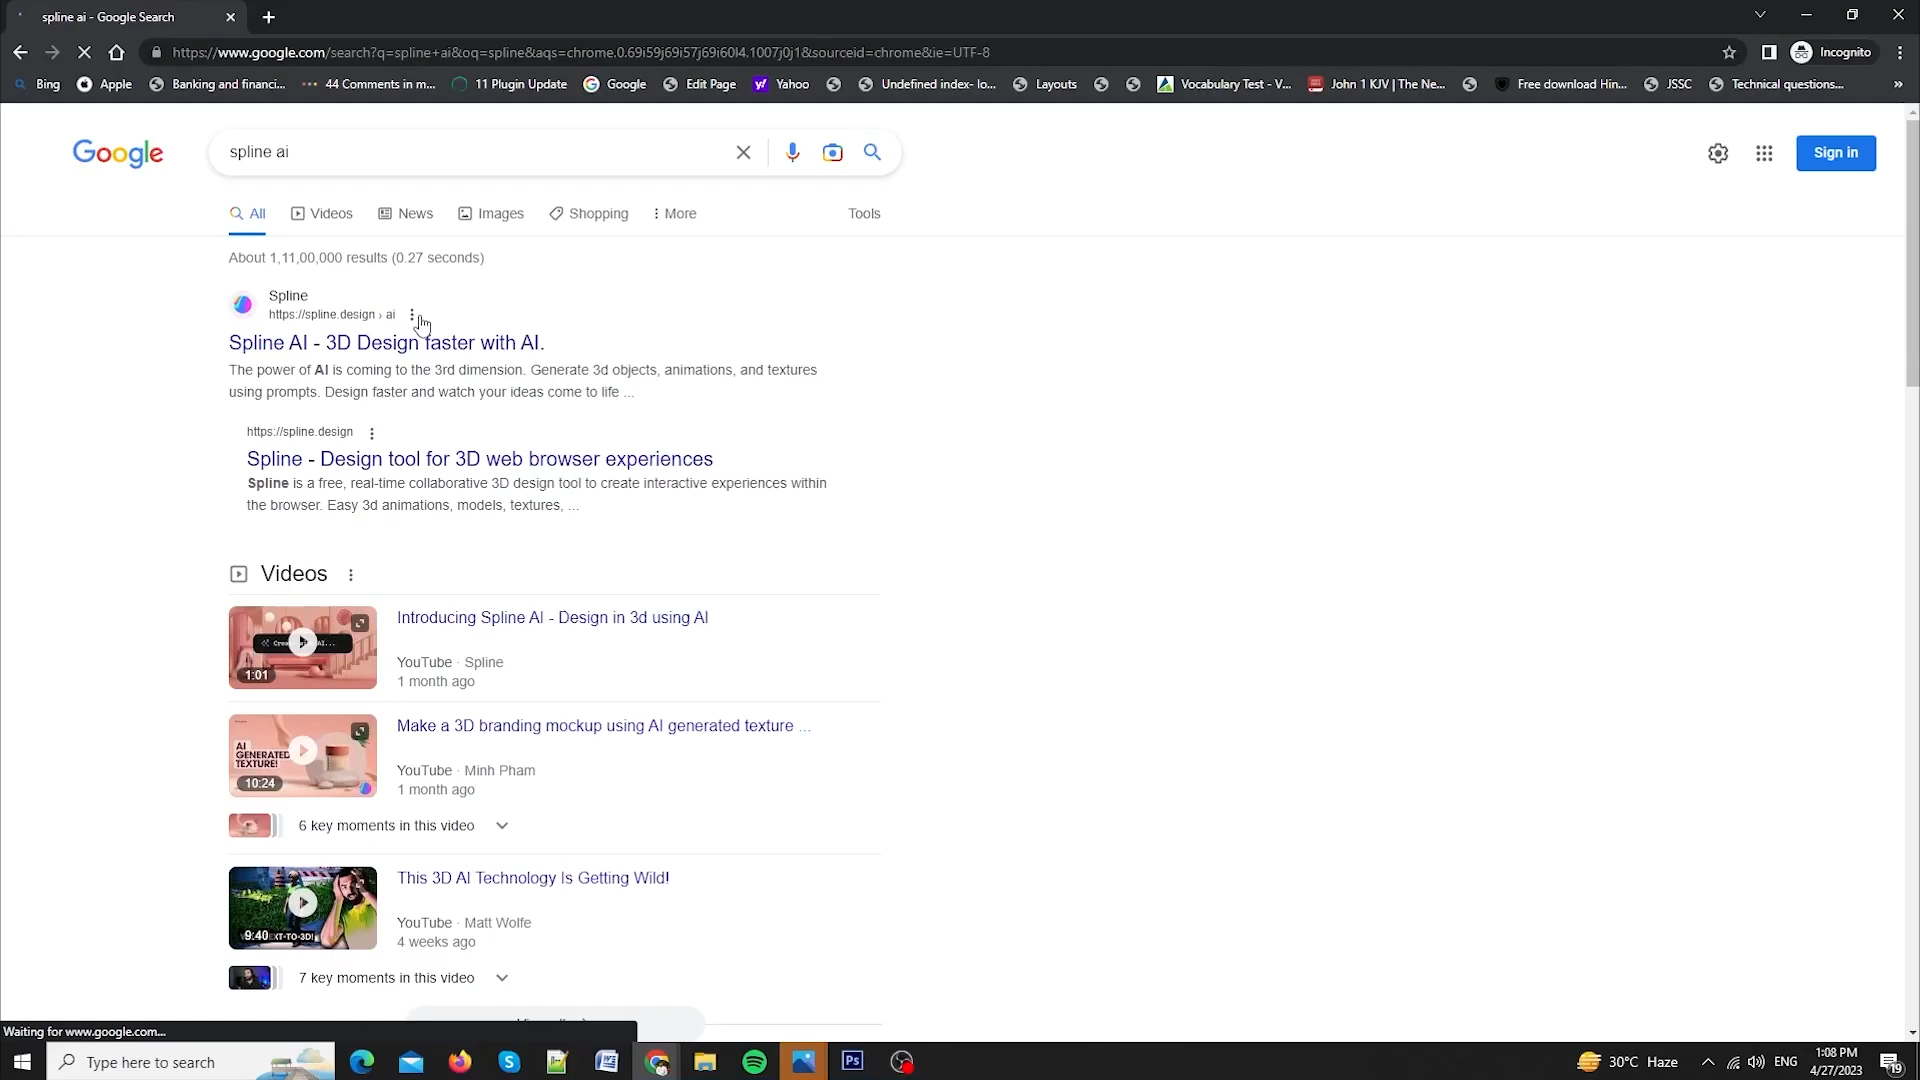 spline ai - Google Search
https://www.google.com/search?q=spline+ai&oq=spline&aqs=chrome.0.69i59j69i57j69i60l4.1007j0j1&sourceid=chrome&ie=UTF-8
Incognito
Bing
Apple
Banking and financi...
44 Comments in m...
11 Plugin Update
Google
Edit Page
Yahoo
Undefined index- lo...
Layouts
Vocabulary Test - V...
John 1 KJV | The Ne...
Free download Hin...
JSSC
Technical questions...
Google
spline ai
Sign in
All
Videos
News
Images
Shopping
More
Tools
About 1,11,00,000 results (0.27 seconds)
Spline
https://spline.design › ai
Spline AI - 3D Design faster with AI.
The power of AI is coming to the 3rd dimension. Generate 3d objects, animations, and textures
using prompts. Design faster and watch your ideas come to life ...
https://spline.design
Spline - Design tool for 3D web browser experiences
Spline is a free, real-time collaborative 3D design tool to create interactive experiences within
the browser. Easy 3d animations, models, textures, ...
Videos
1:01
Introducing Spline AI - Design in 3d using AI
YouTube · Spline
1 month ago
AI
GENERATED
TEXTURE!
10:24
Make a 3D branding mockup using AI generated texture ...
YouTube · Minh Pham
1 month ago
6 key moments in this video
9:40
This 3D AI Technology Is Getting Wild!
YouTube · Matt Wolfe
4 weeks ago
7 key moments in this video
Waiting for www.google.com...
Type here to search
Ps
30°C Haze
ENG
1:08 PM
4/27/2023
19